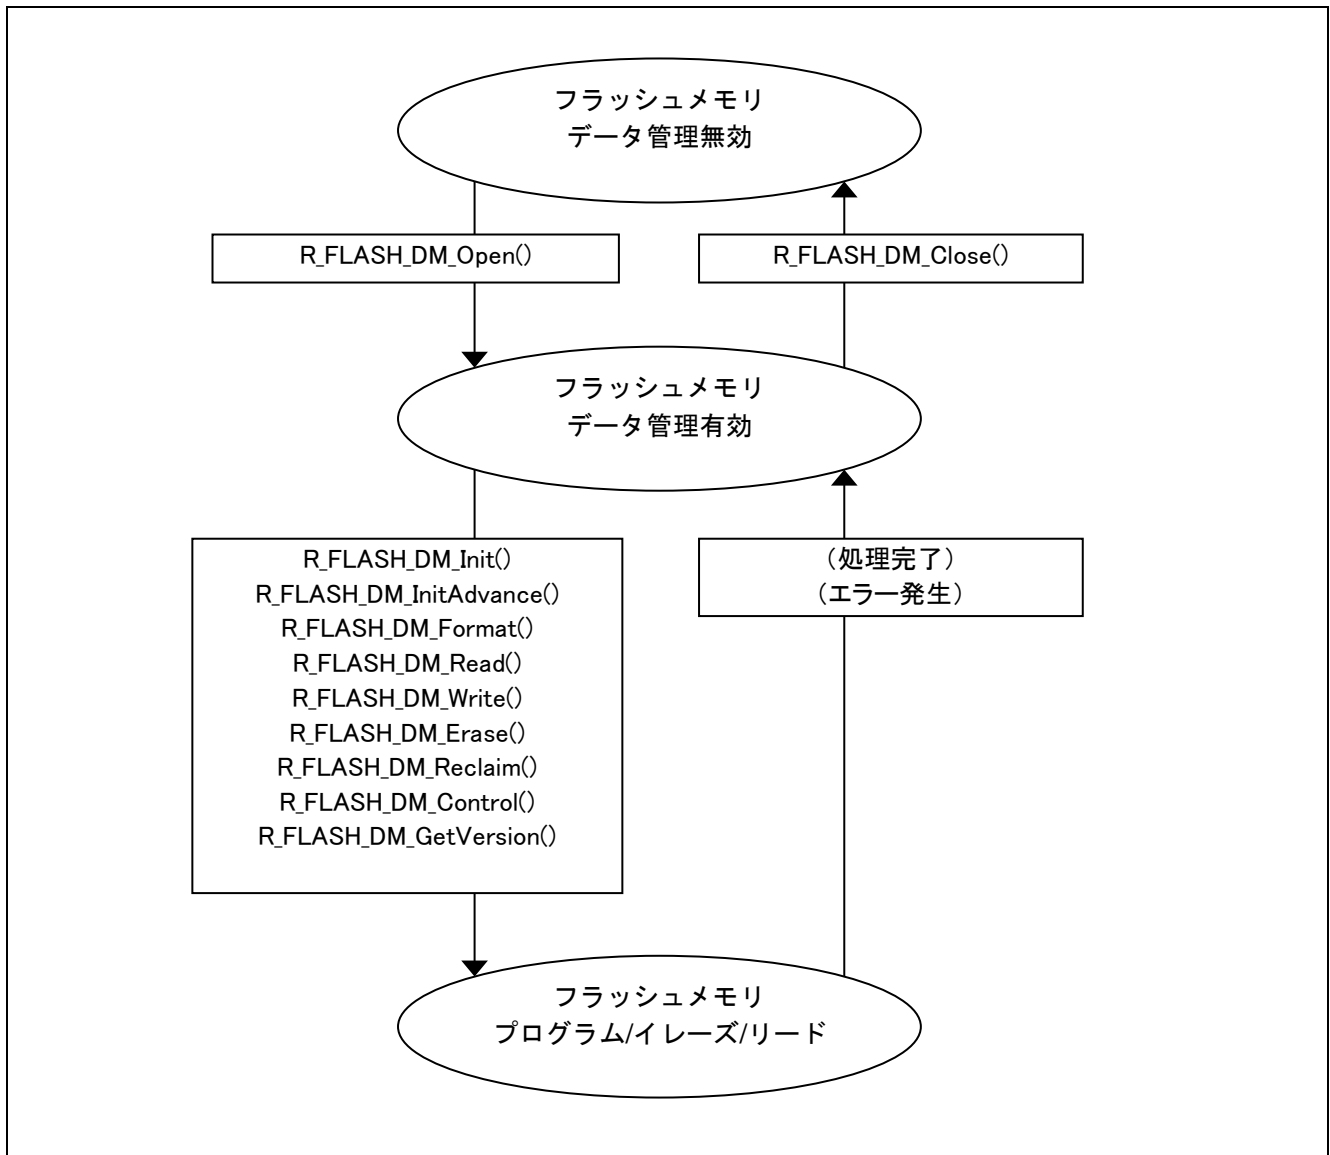 フラッシュメモリ
データ管理無効
R_FLASH_DM_Open()
R_FLASH_DM_Close()
フラッシュメモリ
データ管理有効
R_FLASH_DM_Init()
R_FLASH_DM_InitAdvance()
R_FLASH_DM_Format()
R_FLASH_DM_Read()
R_FLASH_DM_Write()
R_FLASH_DM_Erase()
R_FLASH_DM_Reclaim()
R_FLASH_DM_Control()
R_FLASH_DM_GetVersion()
（処理完了）
（エラー発生）
フラッシュメモリ
プログラム/イレーズ/リード